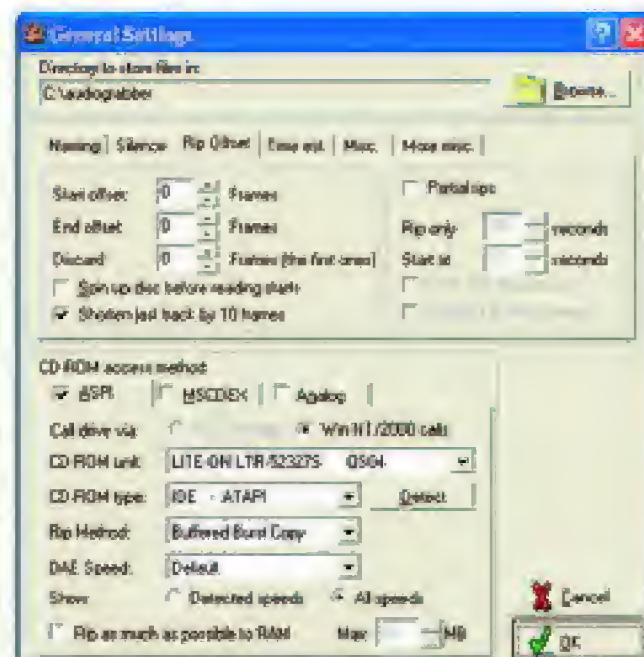 General Settings
Directory to store files in:
C:\audiograbber
Browse...
Naming Silence Rip Offset Time est. Misc. More misc.
Start offset: 0 Frames
End offset: 0 Frames
Discard: 0 Frames (the first ones)
Spin up disc before reading starts
Shorten last track by 10 frames
Partial rips
Rip only seconds
Start at seconds
CD-ROM access method
ASPI MSCDEX Analog
Call drive via: Win NT/2000 calls
CD-ROM unit: LITE-ON LTR-52327S QS04
CD-ROM type: IDE - ATAPI Detect
Rip Method: Buffered Burst Copy
DAE Speed: Default
Show: Detected speeds All speeds
Rip as much as possible to RAM Max: MB
Cancel
OK